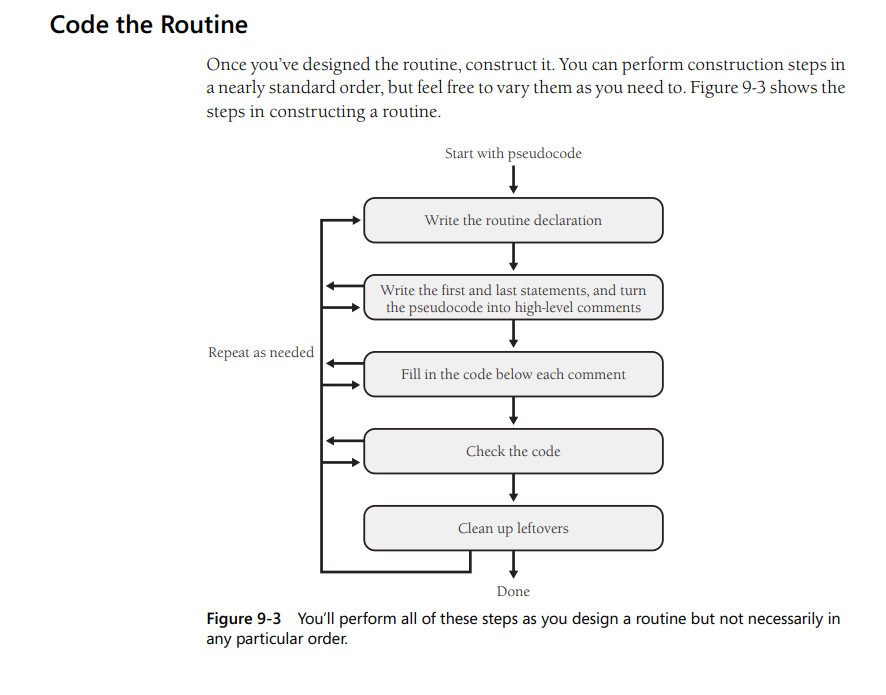 Code the Routine
Once you’ve designed the routine, construct it. You can perform construction steps in
a nearly standard order, but feel free to vary them as you need to. Figure 9-3 shows the
steps in constructing a routine.
Start with pseudocode
Write the routine declaration
Write the first and last statements, and turn
the pseudocode into high-level comments
Repeat as needed
Fill in the code below each comment
Check the code
Clean up leftovers
Done
Figure 9-3 You’ll perform all of these steps as you design a routine but not necessarily in
any particular order.